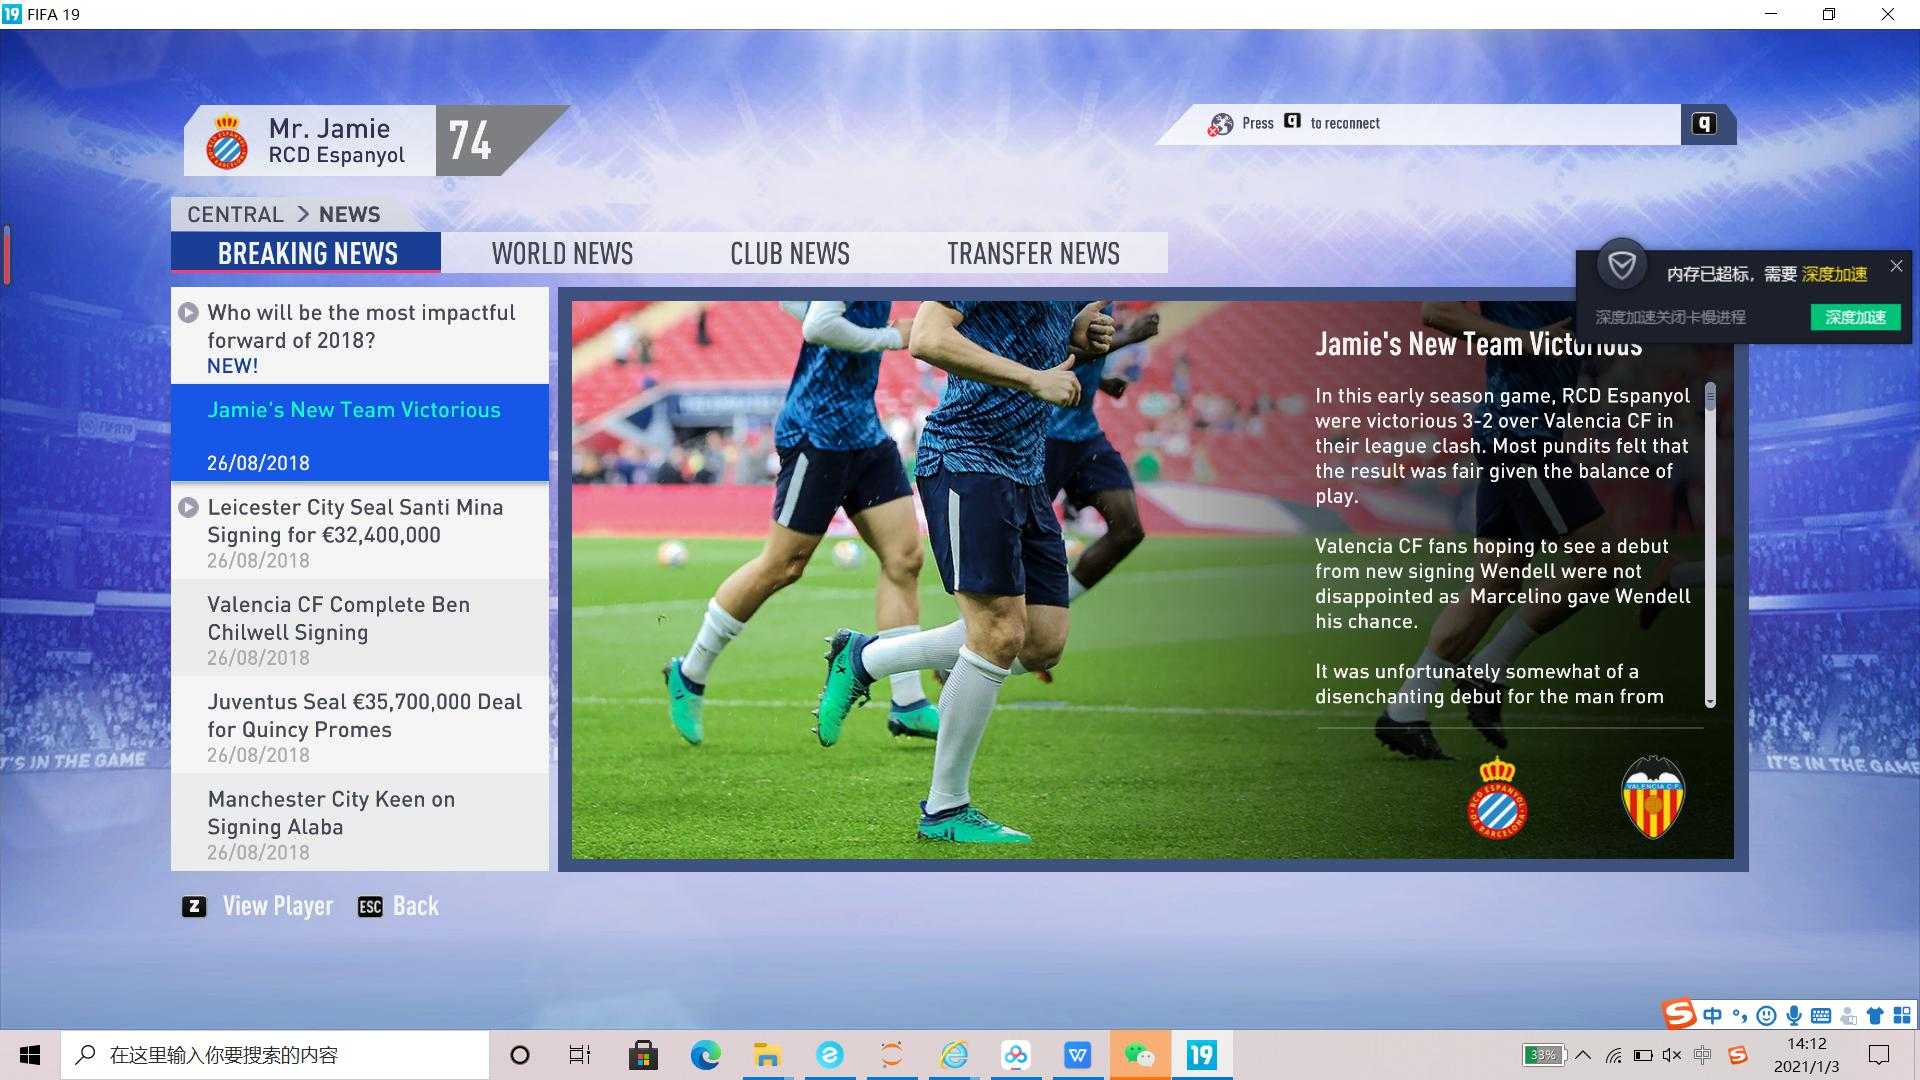 19 FIFA 19
Mr. Jamie
RCD Espanyol
74
Press q to reconnect
q
CENTRAL > NEWS
BREAKING NEWS
WORLD NEWS
CLUB NEWS
TRANSFER NEWS
内存已超标，需要 深度加速
深度加速关闭卡慢进程
深度加速
Who will be the most impactful
forward of 2018?
NEW!
Jamie's New Team Victorious
26/08/2018
Leicester City Seal Santi Mina
Signing for €32,400,000
26/08/2018
Valencia CF Complete Ben
Chilwell Signing
26/08/2018
Juventus Seal €35,700,000 Deal
for Quincy Promes
26/08/2018
Manchester City Keen on
Signing Alaba
26/08/2018
Jamie's New Team Victorious
In this early season game, RCD Espanyol
were victorious 3-2 over Valencia CF in
their league clash. Most pundits felt that
the result was fair given the balance of
play.
Valencia CF fans hoping to see a debut
from new signing Wendell were not
disappointed as Marcelino gave Wendell
his chance.
It was unfortunately somewhat of a
disenchanting debut for the man from
RCD ESPANYOL
DE BARCELONA
VALENCIA C.F.
FIFA19
T'S IN THE GAME
IT'S IN THE GAME
Z View Player ESC Back
S 中
在这里输入你要搜索的内容
W
19
33%
中
S
14:12
2021/1/3